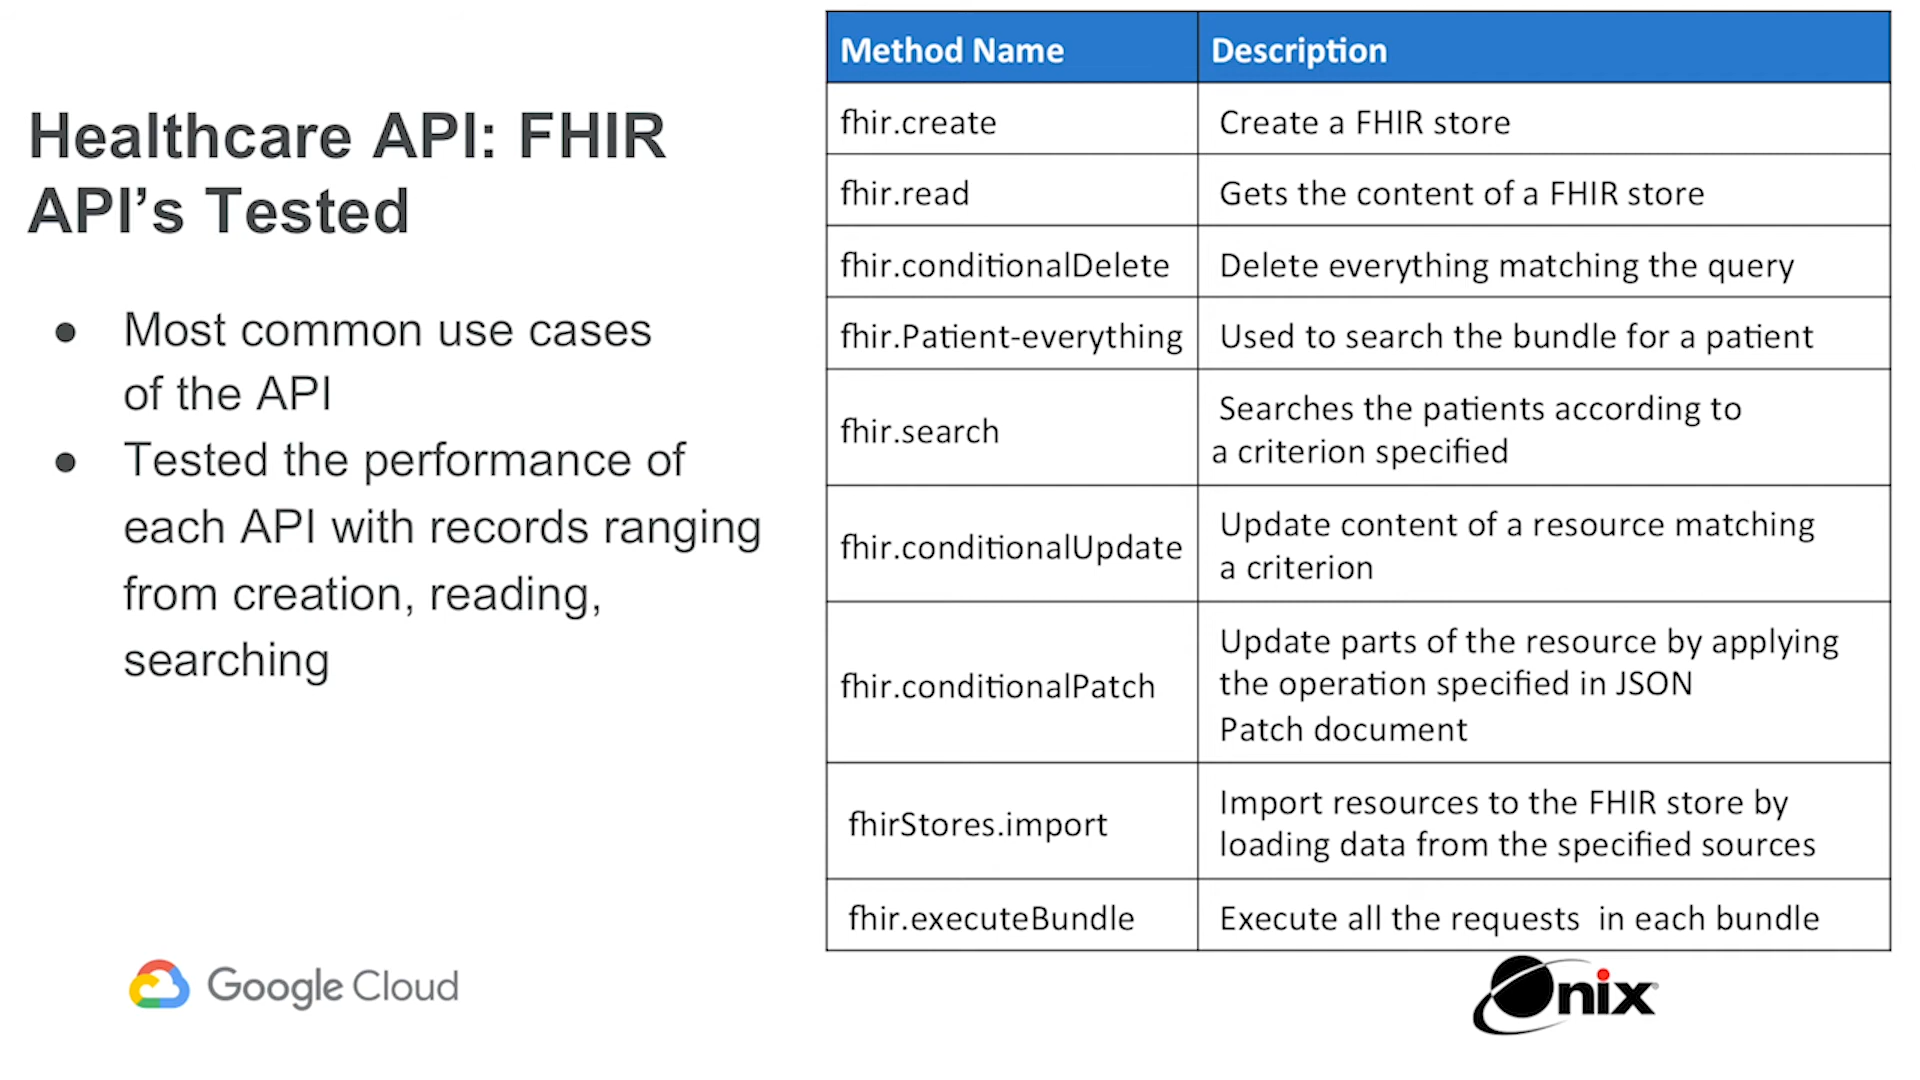 Healthcare API: FHIR
API's Tested
● Most common use cases
of the API
● Tested the performance of
each API with records ranging
from creation, reading,
searching
Method Name Description
fhir.create Create a FHIR store
fhir.read Gets the content of a FHIR store
fhir.conditionalDelete Delete everything matching the query
fhir.Patient-everything Used to search the bundle for a patient
fhir.search Searches the patients according to
a criterion specified
fhir.conditionalUpdate Update content of a resource matching
a criterion
fhir.conditionalPatch Update parts of the resource by applying
the operation specified in JSON
Patch document
fhirStores.import Import resources to the FHIR store by
loading data from the specified sources
fhir.executeBundle Execute all the requests in each bundle
Google Cloud
Onix